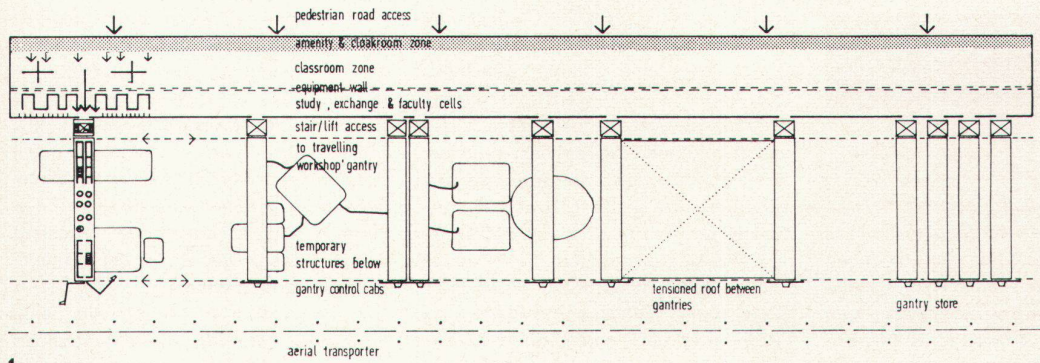 pedestrian road access
amenity & cloakroom zone
classroom zone
equipment wall
study, exchange & faculty cells
stair/lift access
to travelling
workshop' gantry
temporary
structures below
gantry control cabs
tensioned roof between
gantries
gantry store
aerial transporter